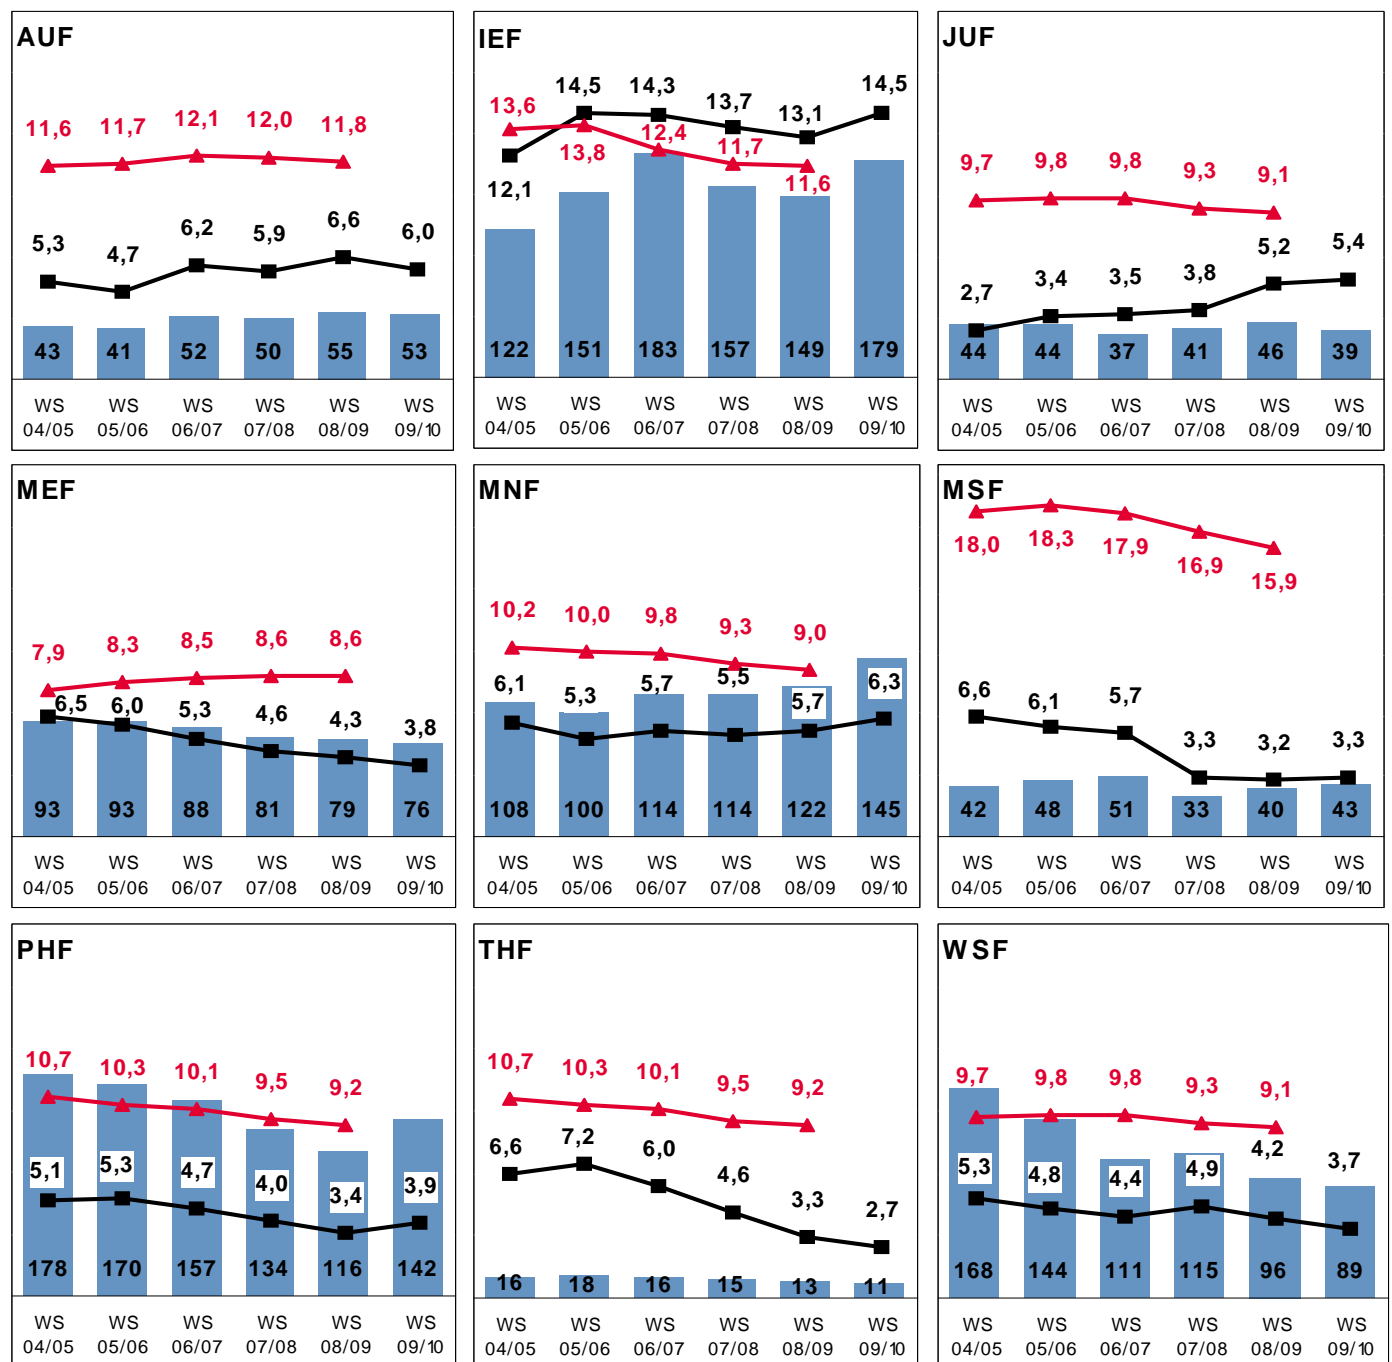 AUF
11,6 11,7 12,1 12,0 11,8
5,3 4,7 6,2 5,9 6,6 6,0
43 41 52 50 55 53
WS WS WS WS WS WS
04/05 05/06 06/07 07/08 08/09 09/10
IEF
14,5 14,3 13,7 13,1 14,5
13,6 13,8 12,4 11,7 11,6
12,1
122 151 183 157 149 179
WS WS WS WS WS WS
04/05 05/06 06/07 07/08 08/09 09/10
JUF
9,7 9,8 9,8 9,3 9,1
2,7 3,4 3,5 3,8 5,2 5,4
44 44 37 41 46 39
WS WS WS WS WS WS
04/05 05/06 06/07 07/08 08/09 09/10
MEF
7,9 8,3 8,5 8,6 8,6
6,5 6,0 5,3 4,6 4,3 3,8
93 93 88 81 79 76
WS WS WS WS WS WS
04/05 05/06 06/07 07/08 08/09 09/10
MNF
10,2 10,0 9,8 9,3 9,0
6,1 5,3 5,7 5,5 5,7 6,3
108 100 114 114 122 145
WS WS WS WS WS WS
04/05 05/06 06/07 07/08 08/09 09/10
MSF
18,0 18,3 17,9 16,9 15,9
6,6 6,1 5,7 3,3 3,2 3,3
42 48 51 33 40 43
WS WS WS WS WS WS
04/05 05/06 06/07 07/08 08/09 09/10
PHF
10,7 10,3 10,1 9,5 9,2
5,1 5,3 4,7 4,0 3,4 3,9
178 170 157 134 116 142
WS WS WS WS WS WS
04/05 05/06 06/07 07/08 08/09 09/10
THF
10,7 10,3 10,1 9,5 9,2
6,6 7,2 6,0 4,6 3,3 2,7
16 18 16 15 13 11
WS WS WS WS WS WS
04/05 05/06 06/07 07/08 08/09 09/10
WSF
9,7 9,8 9,8 9,3 9,1
5,3 4,8 4,4 4,9 4,2 3,7
168 144 111 115 96 89
WS WS WS WS WS WS
04/05 05/06 06/07 07/08 08/09 09/10